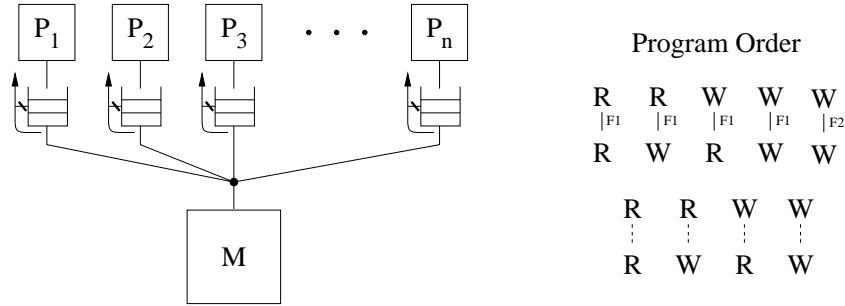 P1 P2 P3 . . . Pn
M
Program Order
R R W W W
F1 F1 F1 F1 F2
R W R W W
R R W W
R W R W